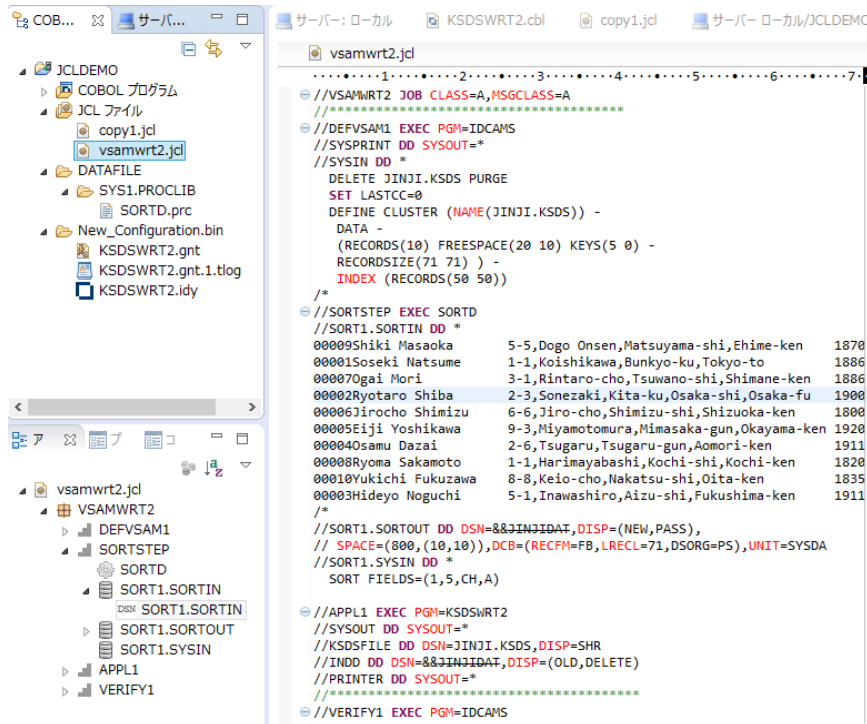 COB...
サーバ...
JCLDEMO
COBOL プログラム
JCL ファイル
copy1.jcl
vsamwrt2.jcl
DATAFILE
SYS1.PROCLIB
SORTD.prc
New_Configuration.bin
KSDSWRT2.gnt
KSDSWRT2.gnt.1.tlog
KSDSWRT2.idy
ア
プ
コ
vsamwrt2.jcl
VSAMWRT2
DEFVSAM1
SORTSTEP
SORTD
SORT1.SORTIN
DSN SORT1.SORTIN
SORT1.SORTOUT
SORT1.SYSIN
APPL1
VERIFY1
サーバー: ローカル KSDSWRT2.cbl copy1.jcl サーバー ローカル/JCLDEMO
vsamwrt2.jcl
····•····1····•····2····•····3····•····4····•····5····•····6····•····7·
//VSAMWRT2 JOB CLASS=A,MSGCLASS=A
//**************************************
//DEFVSAM1 EXEC PGM=IDCAMS
//SYSPRINT DD SYSOUT=*
//SYSIN DD *
DELETE JINJI.KSDS PURGE
SET LASTCC=0
DEFINE CLUSTER (NAME(JINJI.KSDS)) -
DATA -
(RECORDS(10) FREESPACE(20 10) KEYS(5 0) -
RECORDSIZE(71 71) ) -
INDEX (RECORDS(50 50))
/*
//SORTSTEP EXEC SORTD
//SORT1.SORTIN DD *
00009Shiki Masaoka 5-5,Dogo Onsen,Matsuyama-shi,Ehime-ken 1870
00001Soseki Natsume 1-1,Koishikawa,Bunkyo-ku,Tokyo-to 1886
00007Ogai Mori 3-1,Rintaro-cho,Tsuwano-shi,Shimane-ken 1886
00002Ryotaro Shiba 2-3,Sonezaki,Kita-ku,Osaka-shi,Osaka-fu 1900
00006Jirocho Shimizu 6-6,Jiro-cho,Shimizu-shi,Shizuoka-ken 1800
00005Eiji Yoshikawa 9-3,Miyamotomura,Mimasaka-gun,Okayama-ken 1920
00004Osamu Dazai 2-6,Tsugaru,Tsugaru-gun,Aomori-ken 1911
00008Ryoma Sakamoto 1-1,Harimayabashi,Kochi-shi,Kochi-ken 1820
00010Yukichi Fukuzawa 8-8,Keio-cho,Nakatsu-shi,Oita-ken 1835
00003Hideyo Noguchi 5-1,Inawashiro,Aizu-shi,Fukushima-ken 1911
/*
//SORT1.SORTOUT DD DSN=&&JINJIDAT,DISP=(NEW,PASS),
// SPACE=(800,(10,10)),DCB=(RECFM=FB,LRECL=71,DSORG=PS),UNIT=SYSDA
//SORT1.SYSIN DD *
SORT FIELDS=(1,5,CH,A)
//APPL1 EXEC PGM=KSDSWRT2
//SYSOUT DD SYSOUT=*
//KSDSFILE DD DSN=JINJI.KSDS,DISP=SHR
//INDD DD DSN=&&JINJIDAT,DISP=(OLD,DELETE)
//PRINTER DD SYSOUT=*
//****************************************
//VERIFY1 EXEC PGM=IDCAMS